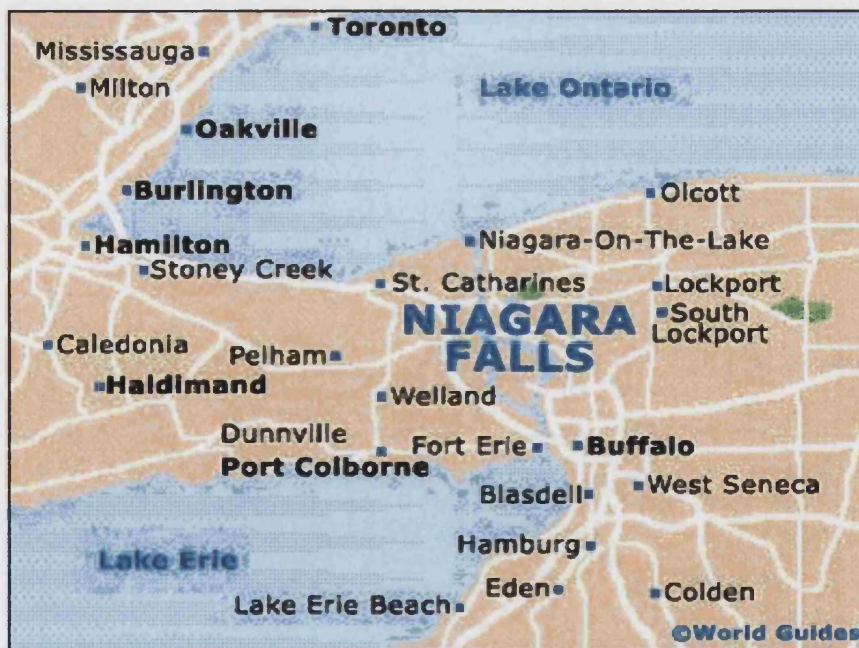 Toronto
Mississauga
Milton
Lake Ontario
Oakville
Burlington
Olcott
Hamilton
Niagara-On-The-Lake
Stoney Creek
St. Catharines
Lockport
NIAGARA
FALLS
South
Lockport
Caledonia
Pelham
Haldimand
Welland
Dunnville
Port Colborne
Fort Erie
Buffalo
Blasdell
West Seneca
Lake Erie
Hamburg
Eden
Colden
Lake Erie Beach
©World Guides